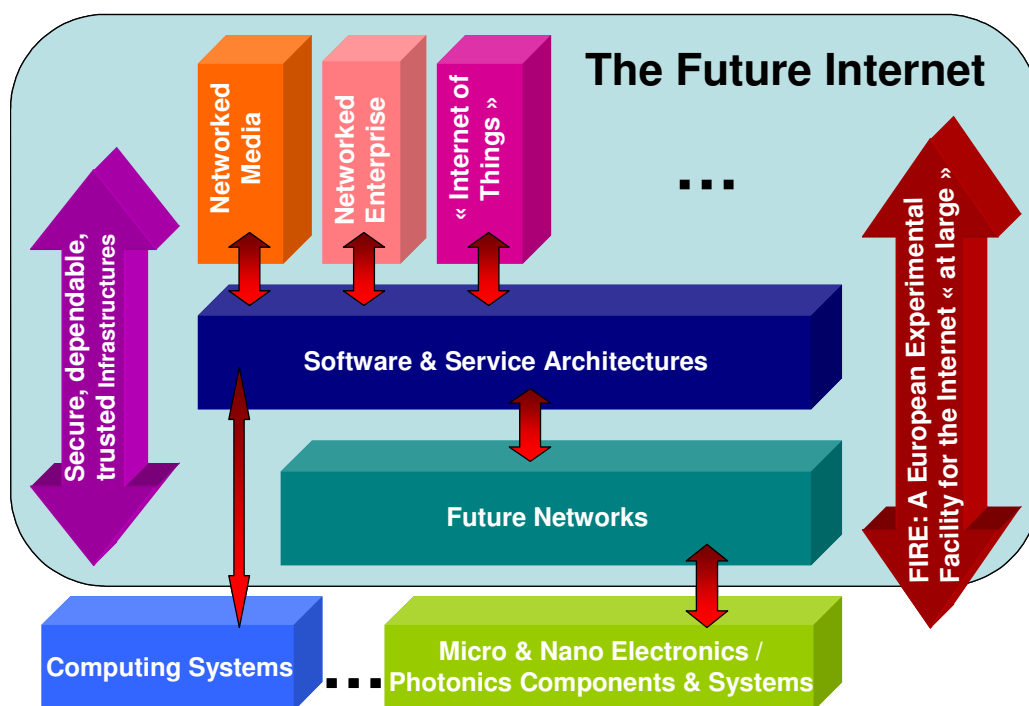 The Future Internet
Networked
Media
Networked
Enterprise
« Internet of
Things »
...
Secure, dependable,
trusted Infrastructures
FIRE: A European Experimental
Facility for the Internet « at large »
Software & Service Architectures
Future Networks
Computing Systems
...
Micro & Nano Electronics /
Photonics Components & Systems